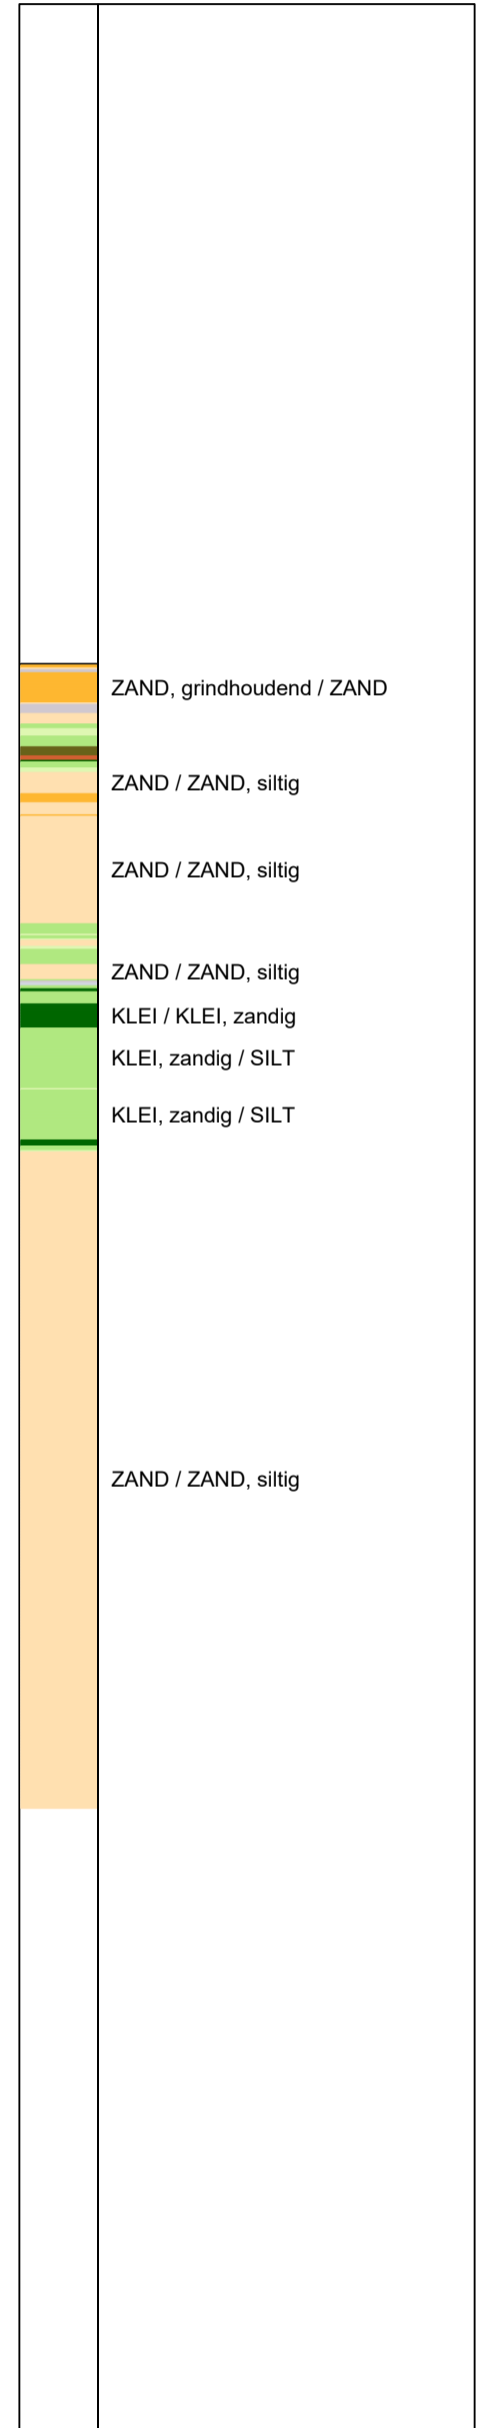 ZAND, grindhoudend / ZAND
ZAND / ZAND, siltig
ZAND / ZAND, siltig
ZAND / ZAND, siltig
KLEI / KLEI, zandig
KLEI, zandig / SILT
KLEI, zandig / SILT
ZAND / ZAND, siltig